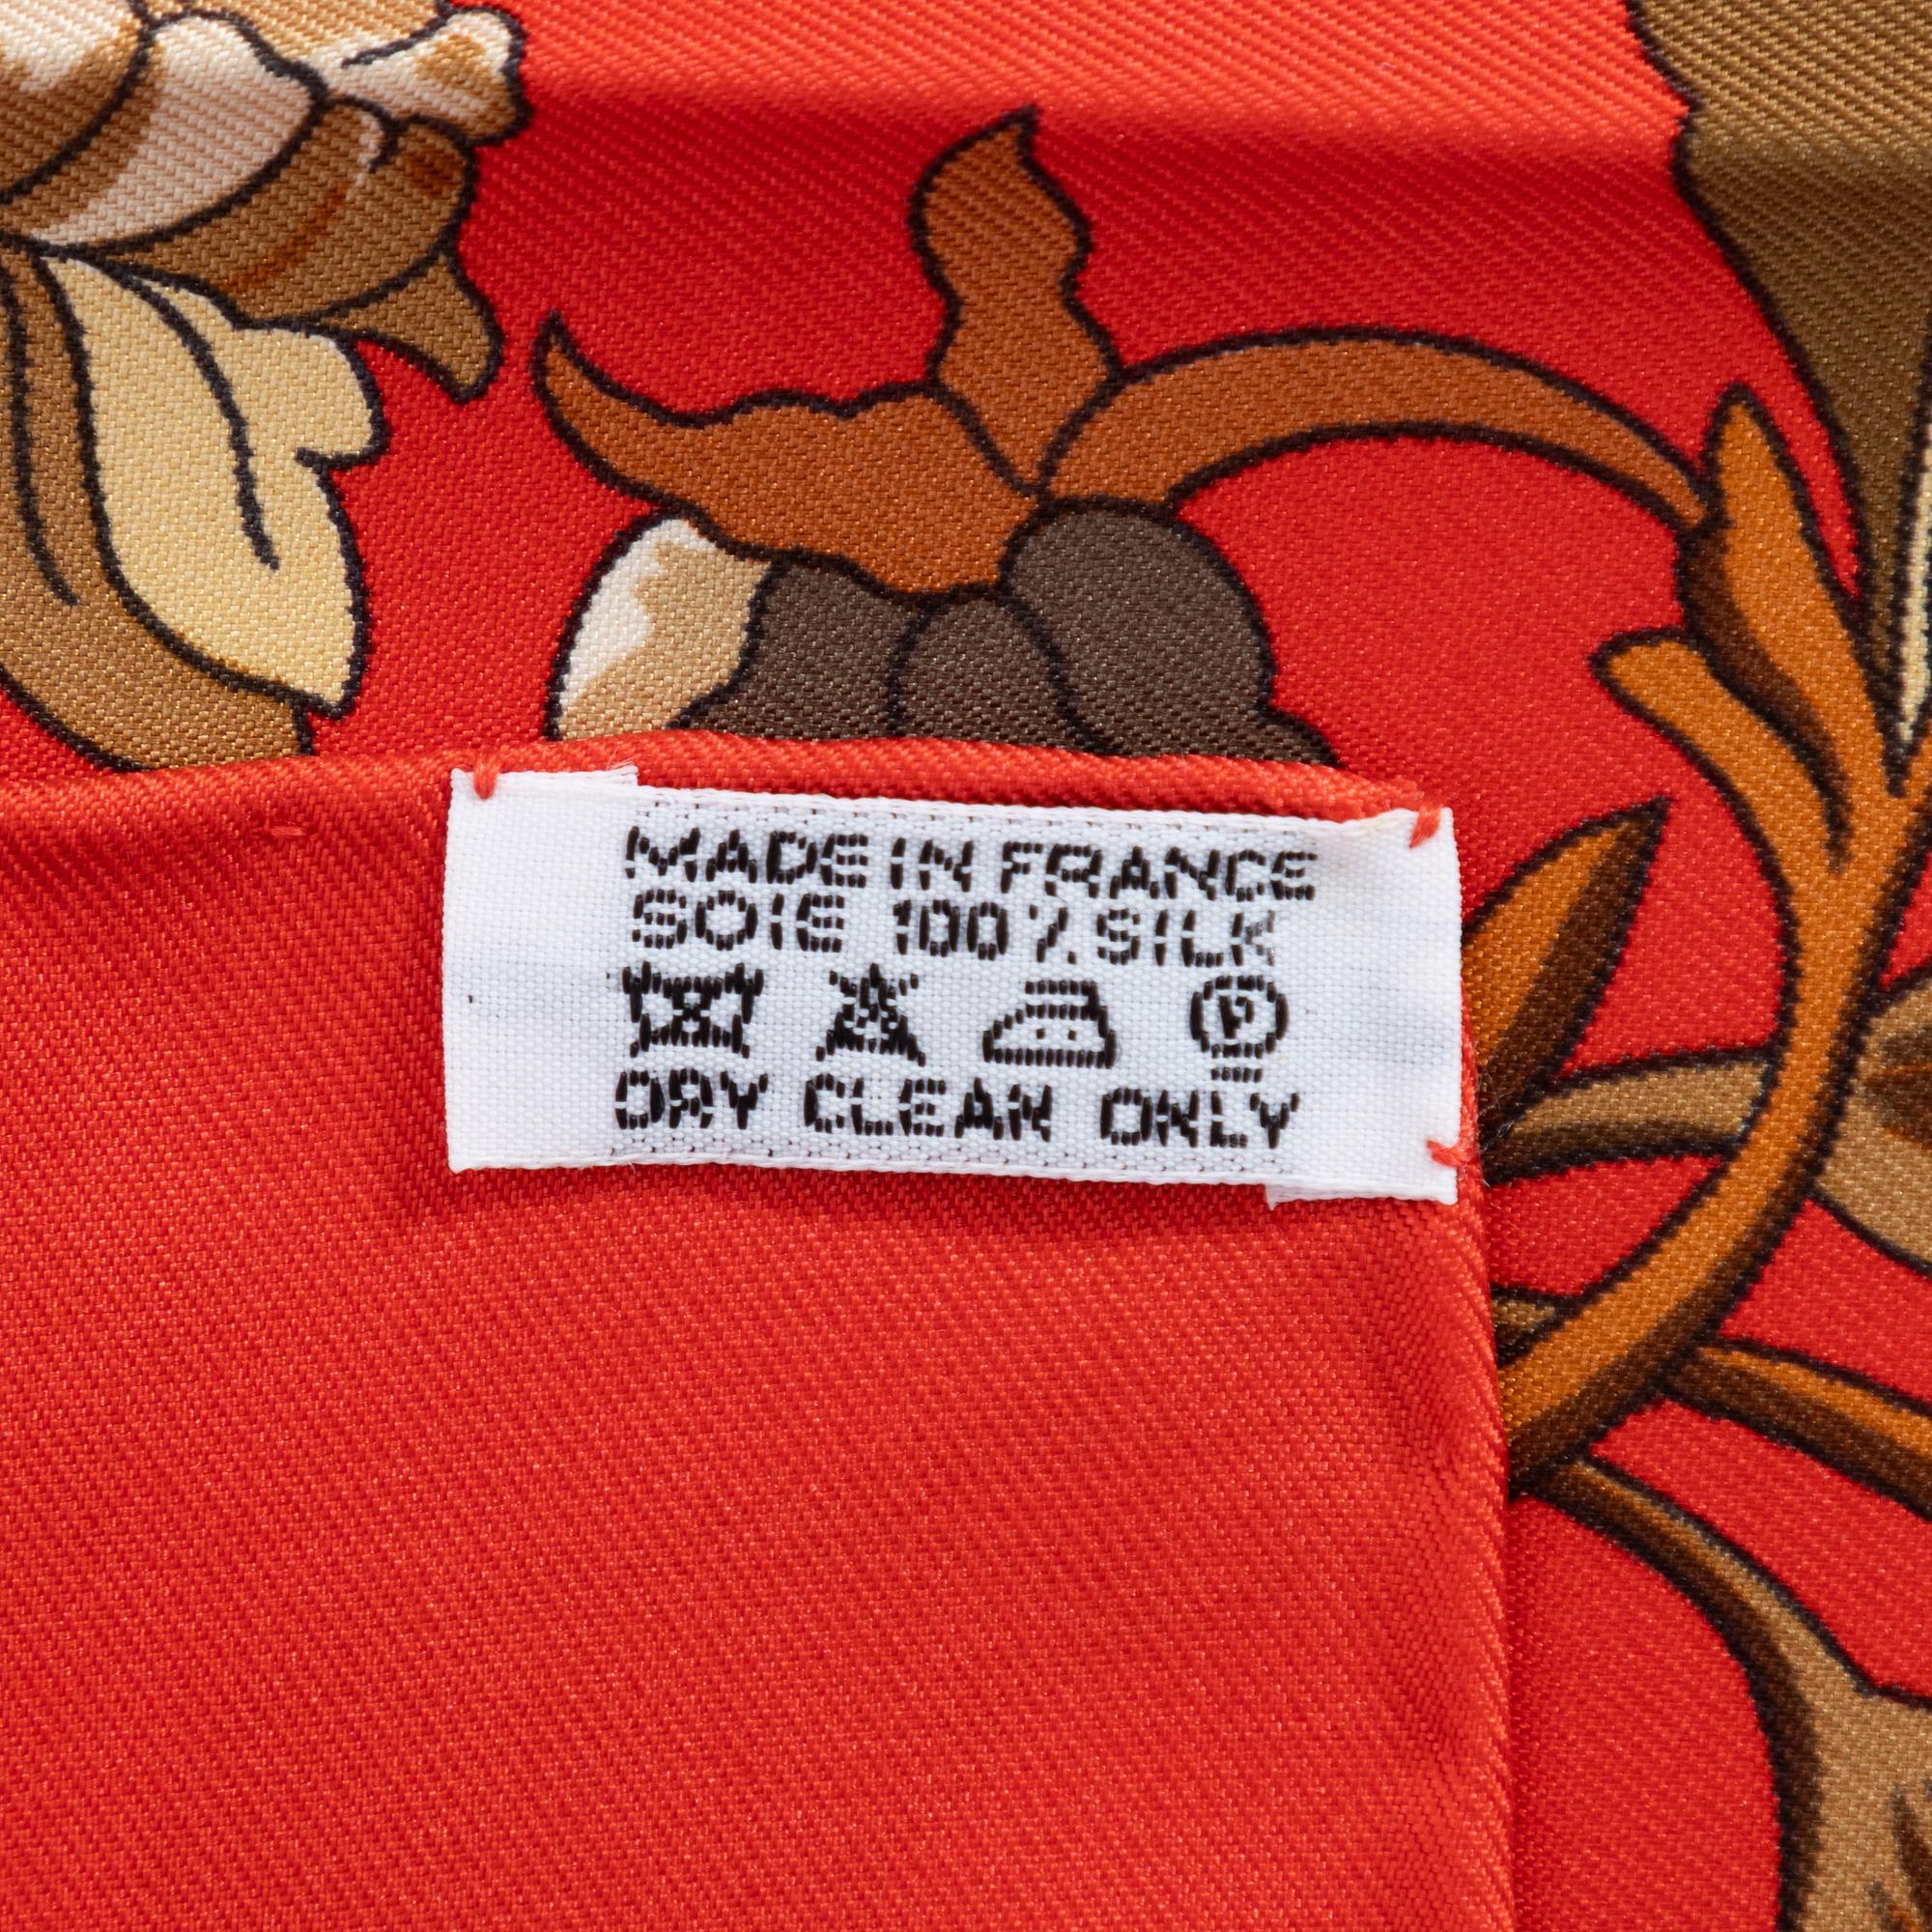 MADE IN FRANCE
SOIE 100% SILK
P
DRY CLEAN ONLY